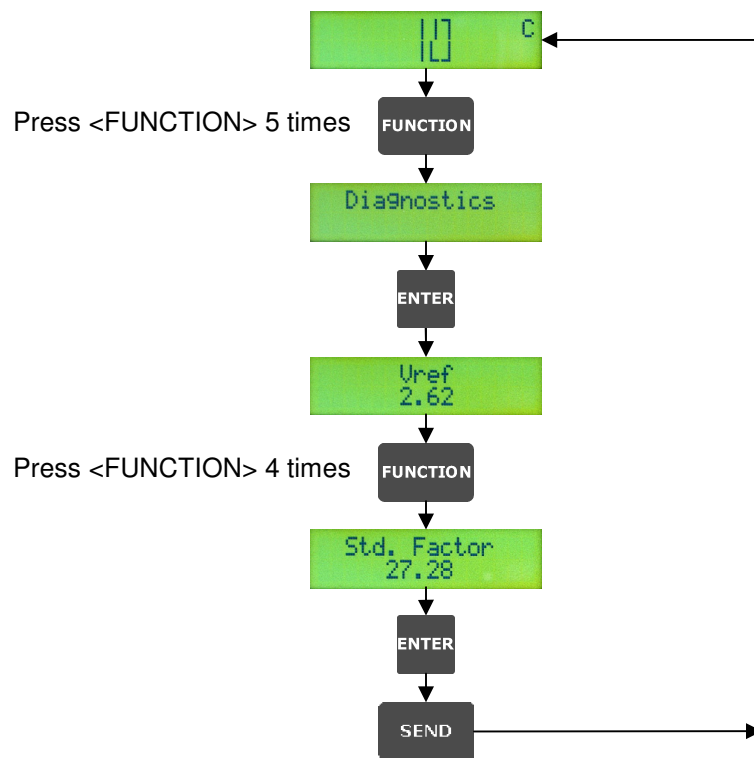 10 C
Press <FUNCTION> 5 times
FUNCTION
Diagnostics
ENTER
Vref
2.62
Press <FUNCTION> 4 times
FUNCTION
Std. Factor
27.28
ENTER
SEND